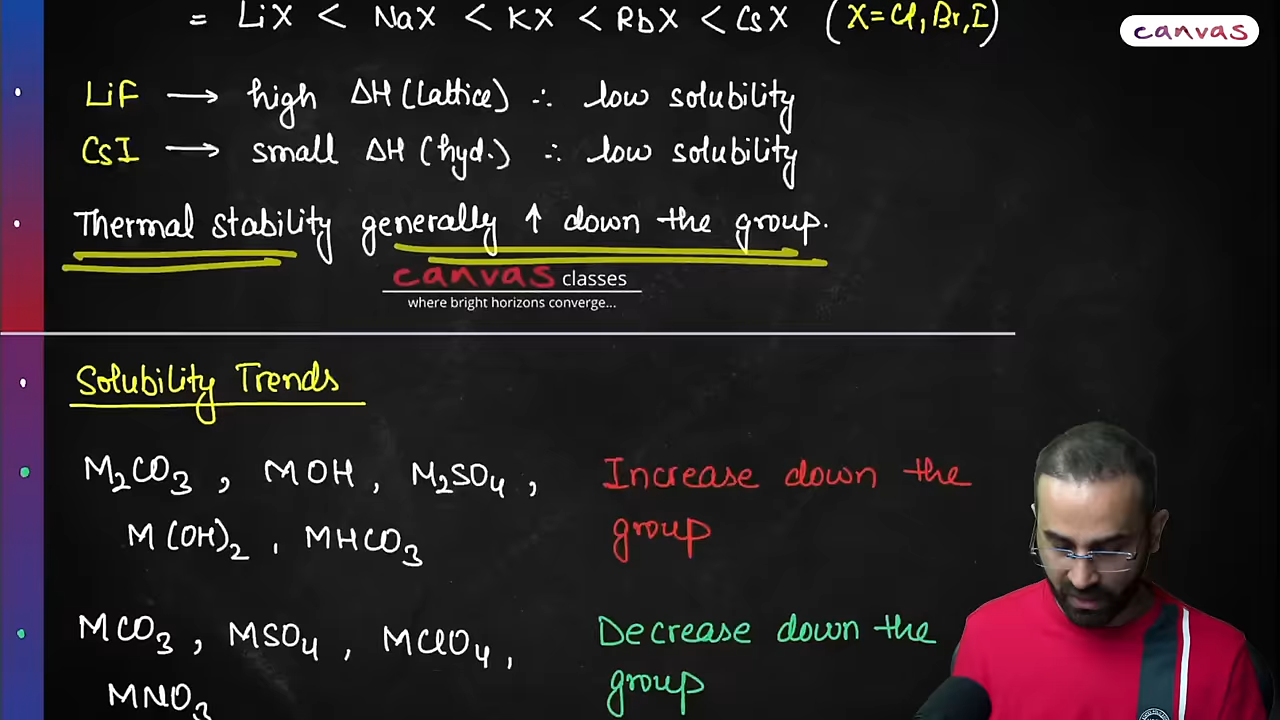 = LiX < NaX < KX < RbX < CsX (X=Cl, Br, I)
canvas
LiF → high ΔH (Lattice) ∴ low solubility
CsI → small ΔH (hyd.) ∴ low solubility
Thermal stability generally ↑ down the group.
canvas classes
where bright horizons converge...
Solubility Trends
M₂CO₃, MOH, M₂SO₄, Increase down the
M(OH)₂, MHCO₃ group
MCO₃, MSO₄, MClO₄, Decrease down the
MNO₃ group